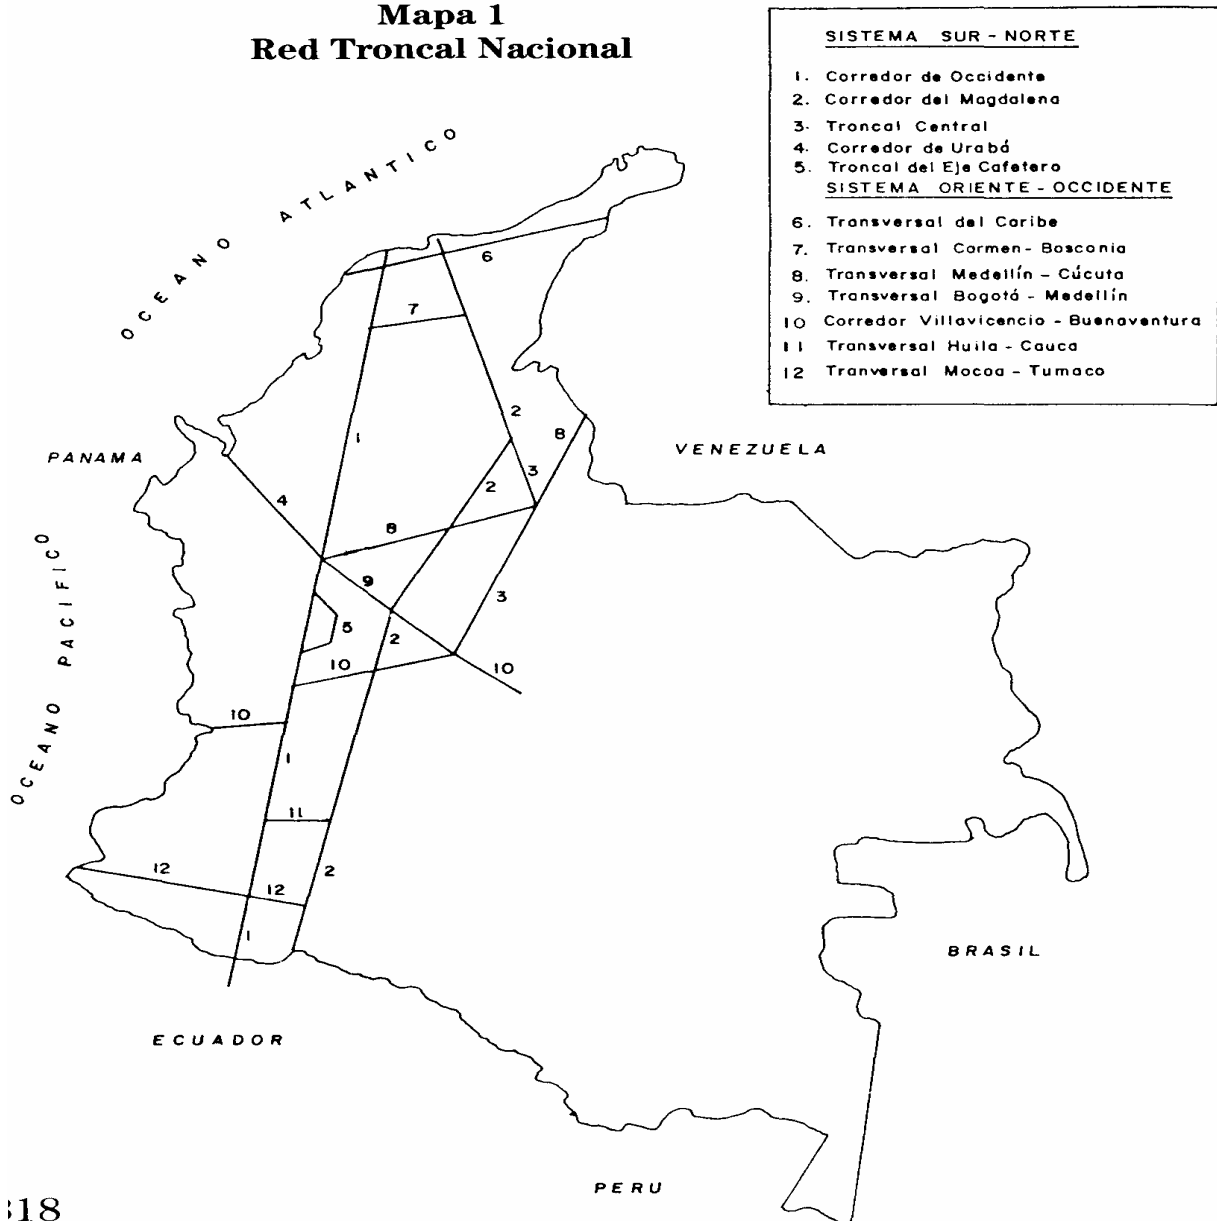 Mapa 1
Red Troncal Nacional
SISTEMA SUR - NORTE
1. Corredor de Occidente
2. Corredor del Magdalena
3. Troncal Central
4. Corredor de Urabá
5. Troncal del Eje Cafetero
SISTEMA ORIENTE - OCCIDENTE
6. Transversal del Caribe
7. Transversal Carmen - Bosconia
8. Transversal Medellín - Cúcuta
9. Transversal Bogotá - Medellín
10 Corredor Villavicencio - Buenaventura
11 Transversal Huila - Cauca
12 Tranversal Mocoa - Tumaco
OCEANO ATLANTICO
6
7
2
8
1
PANAMA
VENEZUELA
3
2
4
8
OCEANO PACIFICO
9
3
5
2
10
10
10
1
11
12
2
12
1
BRASIL
ECUADOR
PERU
318